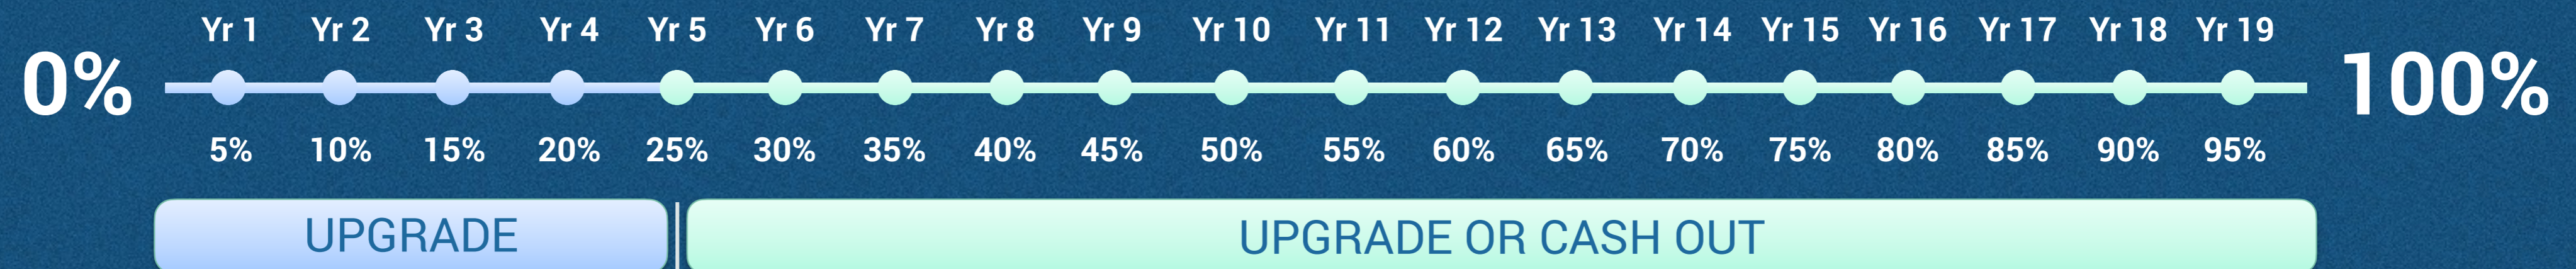 Yr 1 Yr 2 Yr 3 Yr 4 Yr 5 Yr 6 Yr 7 Yr 8 Yr 9 Yr 10 Yr 11 Yr 12 Yr 13 Yr 14 Yr 15 Yr 16 Yr 17 Yr 18 Yr 19
0% 100%
5% 10% 15% 20% 25% 30% 35% 40% 45% 50% 55% 60% 65% 70% 75% 80% 85% 90% 95%
UPGRADE UPGRADE OR CASH OUT